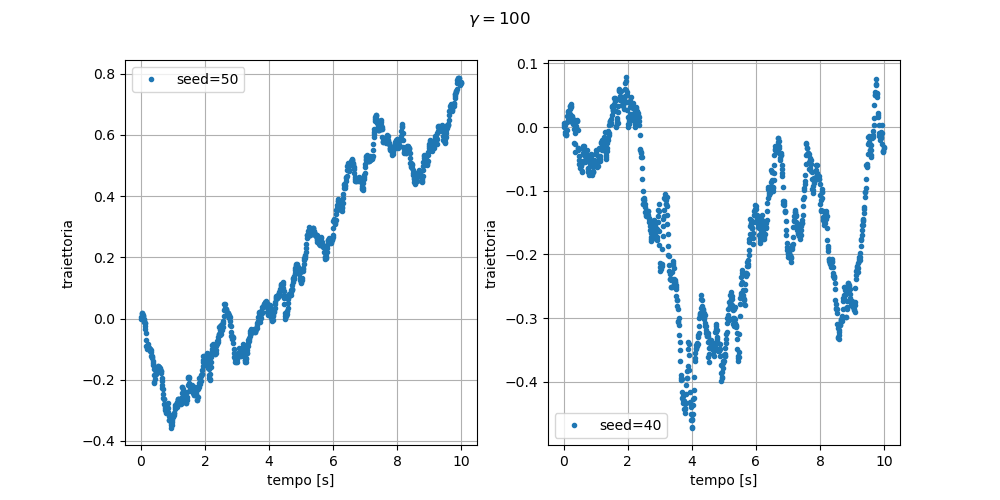 γ = 100
seed=50
0.8
0.6
0.4
0.2
0.0
−0.2
−0.4
traiettoria
0 2 4 6 8 10
tempo [s]
0.1
0.0
−0.1
−0.2
−0.3
−0.4
traiettoria
seed=40
0 2 4 6 8 10
tempo [s]